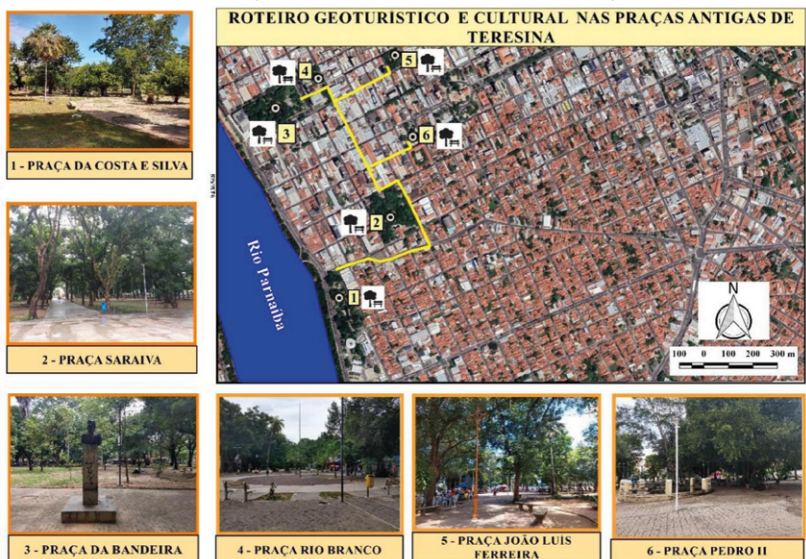 ROTEIRO GEOTURÍSTICO E CULTURAL NAS PRAÇAS ANTIGAS DE
TERESINA
1 - PRAÇA DA COSTA E SILVA
2 - PRAÇA SARAIVA
4
5
3
6
2
1
Rio Parnaíba
N
100 0 100 200 300 m
3 - PRAÇA DA BANDEIRA
4 - PRAÇA RIO BRANCO
5 - PRAÇA JOÃO LUÍS
FERREIRA
6 - PRAÇA PEDRO II